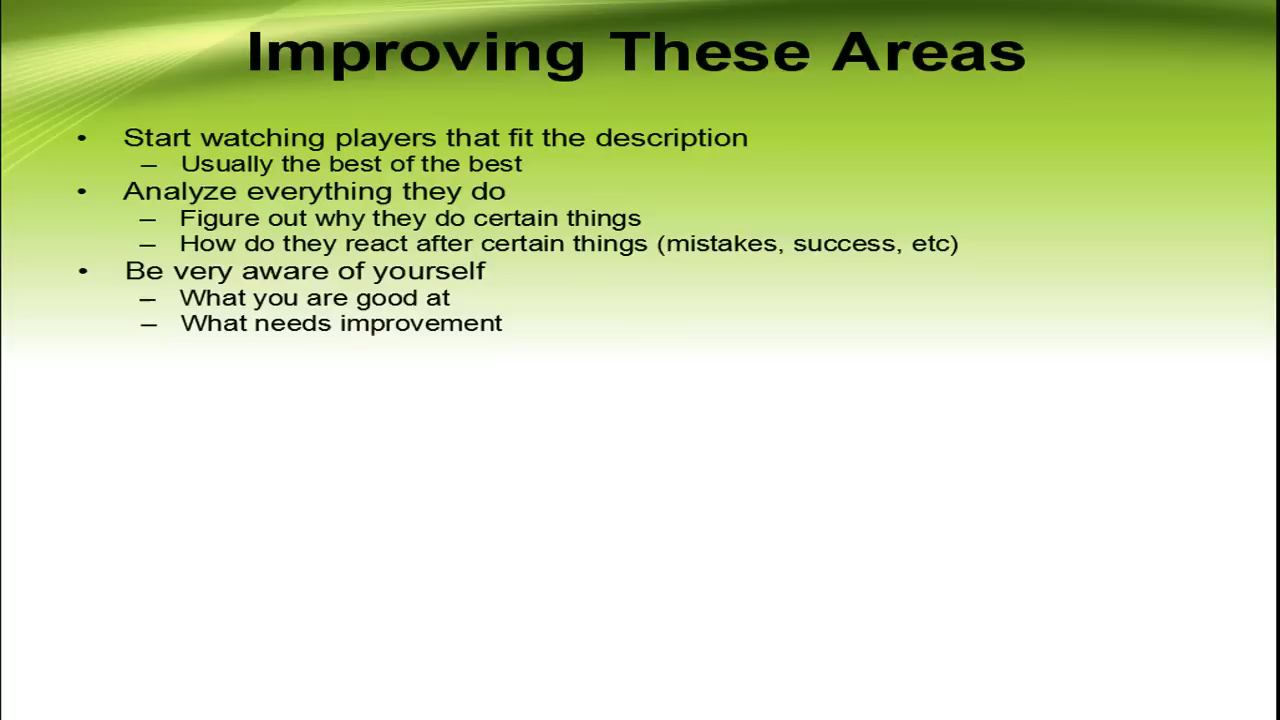 Improving These Areas
• Start watching players that fit the description
– Usually the best of the best
• Analyze everything they do
– Figure out why they do certain things
– How do they react after certain things (mistakes, success, etc)
• Be very aware of yourself
– What you are good at
– What needs improvement